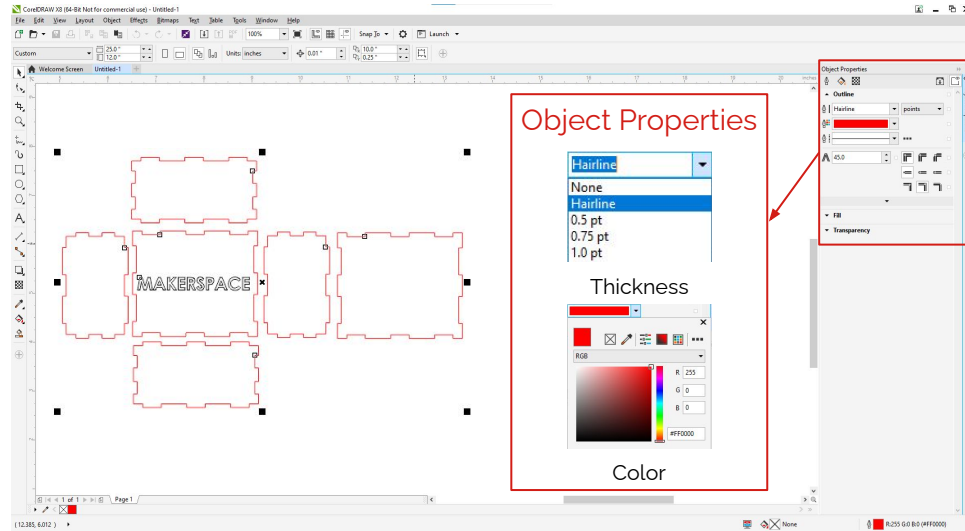 CorelDRAW X8 (64-Bit Not for commercial use) - Untitled-1
File Edit View Layout Object Effects Bitmaps Text Table Tools Window Help
100% Snap To Launch
Custom 25.0 " 12.0 " Units: inches 0.01 " 10.0 " 0.25 "
Welcome Screen Untitled-1
inches
Object Properties
Outline
Hairline points
45.0
Fill
Transparency
Object Properties
Hairline
None
Hairline
0.5 pt
0.75 pt
1.0 pt
Thickness
RGB
R 255
G 0
B 0
#FF0000
Color
MAKERSPACE
1 of 1 Page 1
( 12.385, 6.012 ) None R:255 G:0 B:0 (#FF0000)